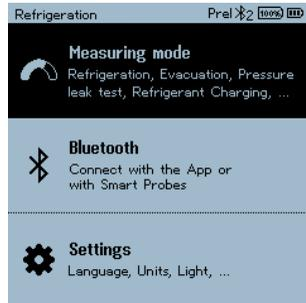 Refrigeration Prel 2 100%
Measuring mode
Refrigeration, Evacuation, Pressure
leak test, Refrigerant Charging, ...
Bluetooth
Connect with the App or
with Smart Probes
Settings
Language, Units, Light, ...